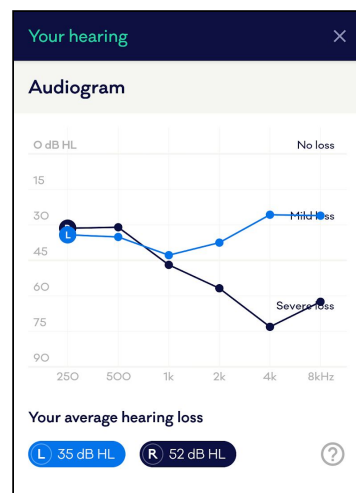 Your hearing
Audiogram
0 dB HL
No loss
15
30
Mild loss
L
45
60
Severe loss
75
90
250 500 1k 2k 4k 8kHz
Your average hearing loss
L 35 dB HL R 52 dB HL ?